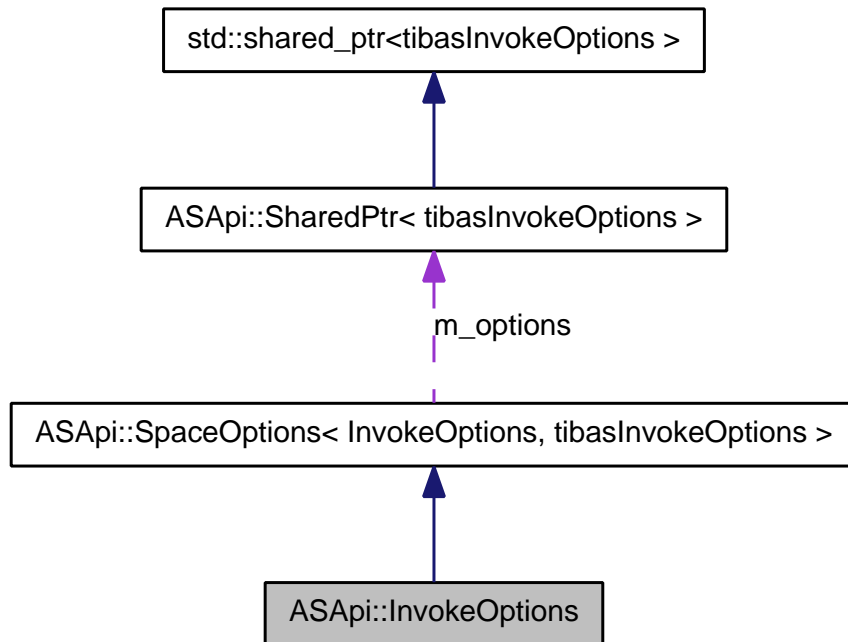 std::shared_ptr<tibasInvokeOptions >
ASApi::SharedPtr< tibasInvokeOptions >
m_options
ASApi::SpaceOptions< InvokeOptions, tibasInvokeOptions >
ASApi::InvokeOptions